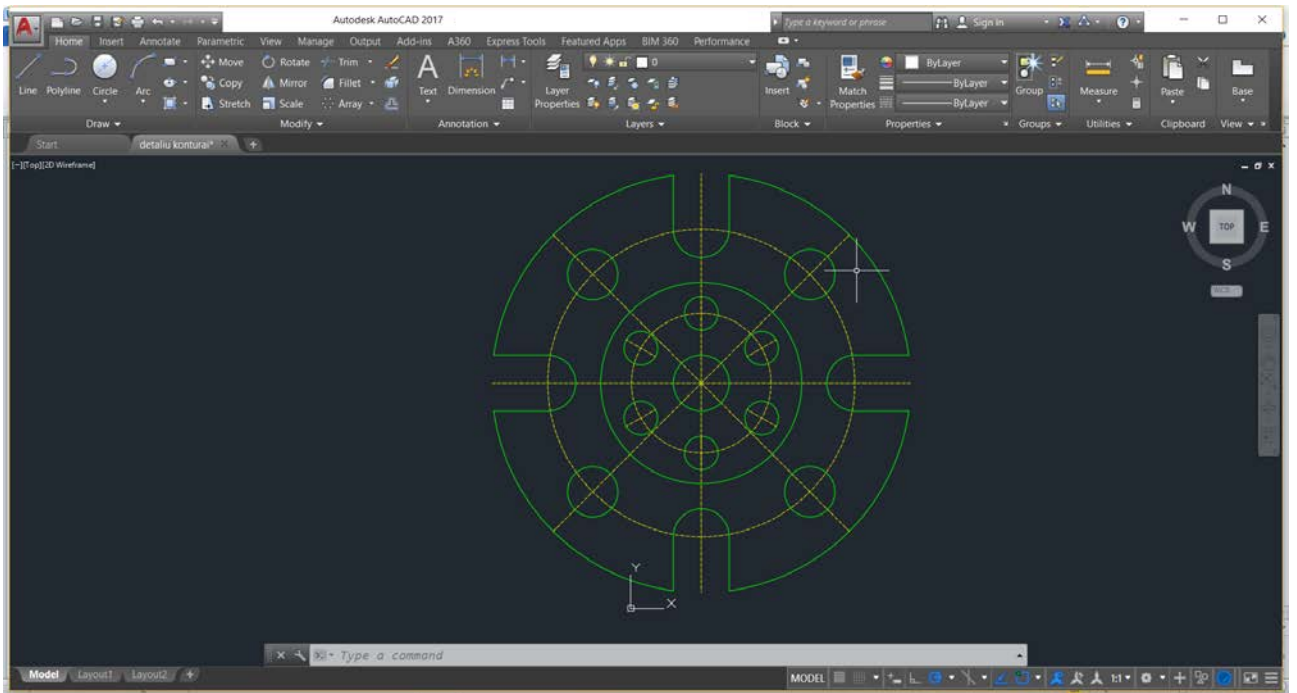 Autodesk AutoCAD 2017
Type a keyword or phrase
Sign In
Home Insert Annotate Parametric View Manage Output Add-ins A360 Express Tools Featured Apps BIM 360 Performance
Move Rotate Trim 0 ByLayer
Line Polyline Circle Arc Copy Mirror Fillet Text Dimension Layer Properties Insert Match Properties ByLayer Group Measure Paste Base
Stretch Scale Array ByLayer
Draw Modify Annotation Layers Block Properties Groups Utilities Clipboard View
Start detaliu konturai*
[−][Top][2D Wireframe]
N
W TOP E
S
WCS
Y
X
Type a command
Model Layout1 Layout2
MODEL 1:1